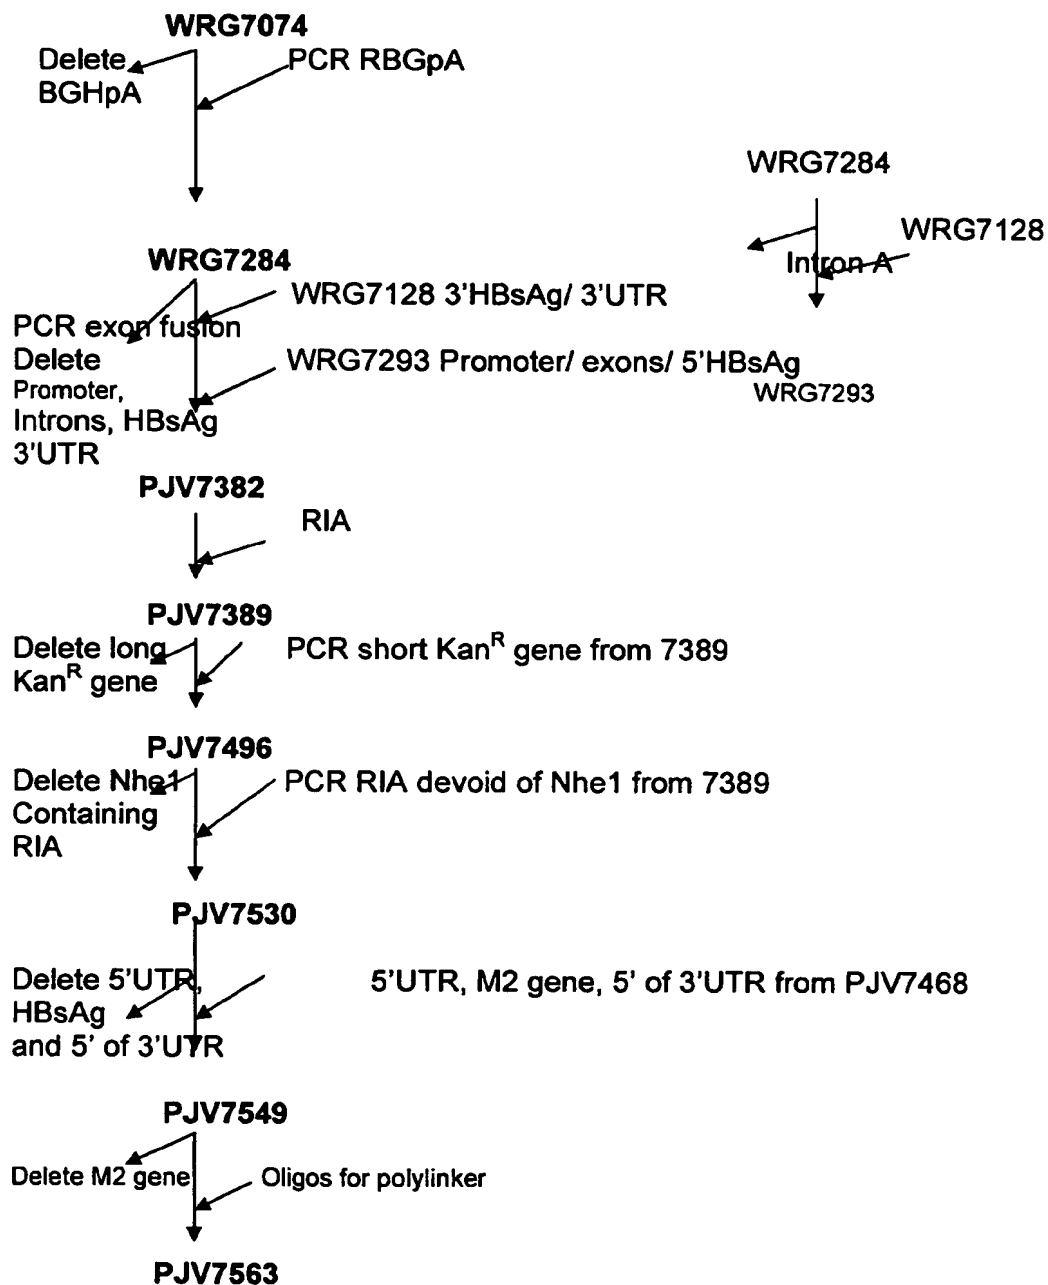 WRG7074
Delete
BGHpA
PCR RBGpA
WRG7284
WRG7128
Intron A
WRG7293
WRG7284
WRG7128 3'HBsAg/ 3'UTR
PCR exon fusion
Delete
Promoter,
Introns, HBsAg
3'UTR
WRG7293 Promoter/ exons/ 5'HBsAg
PJV7382
RIA
PJV7389
Delete long
Kan^R gene
PCR short Kan^R gene from 7389
PJV7496
Delete Nhe1
Containing
RIA
PCR RIA devoid of Nhe1 from 7389
PJV7530
Delete 5'UTR,
HBsAg
and 5' of 3'UTR
5'UTR, M2 gene, 5' of 3'UTR from PJV7468
PJV7549
Delete M2 gene
Oligos for polylinker
PJV7563